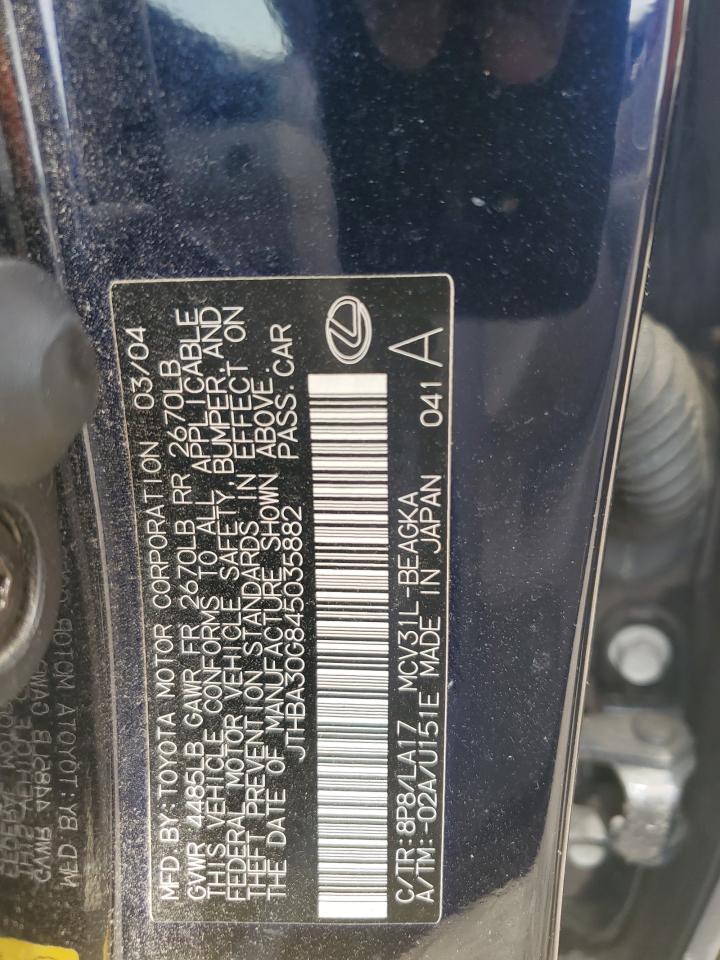 MFD.BY:TOYOTA MOTOR CORPORATION 03/04
GVWR 4485LB GAWR FR 2670LB RR 2670LB
THIS VEHICLE CONFORMS TO ALL APPLICABLE
FEDERAL MOTOR VEHICLE SAFETY,BUMPER,AND
THEFT PREVENTION STANDARDS IN EFFECT ON
THE DATE OF MANUFACTURE SHOWN ABOVE.
JTHBA30G845035882 PASS.CAR
C/TR:8P8/LA17 MCV31L-BEAGKA 041
A/TM:-02A/U151E MADE IN JAPAN A